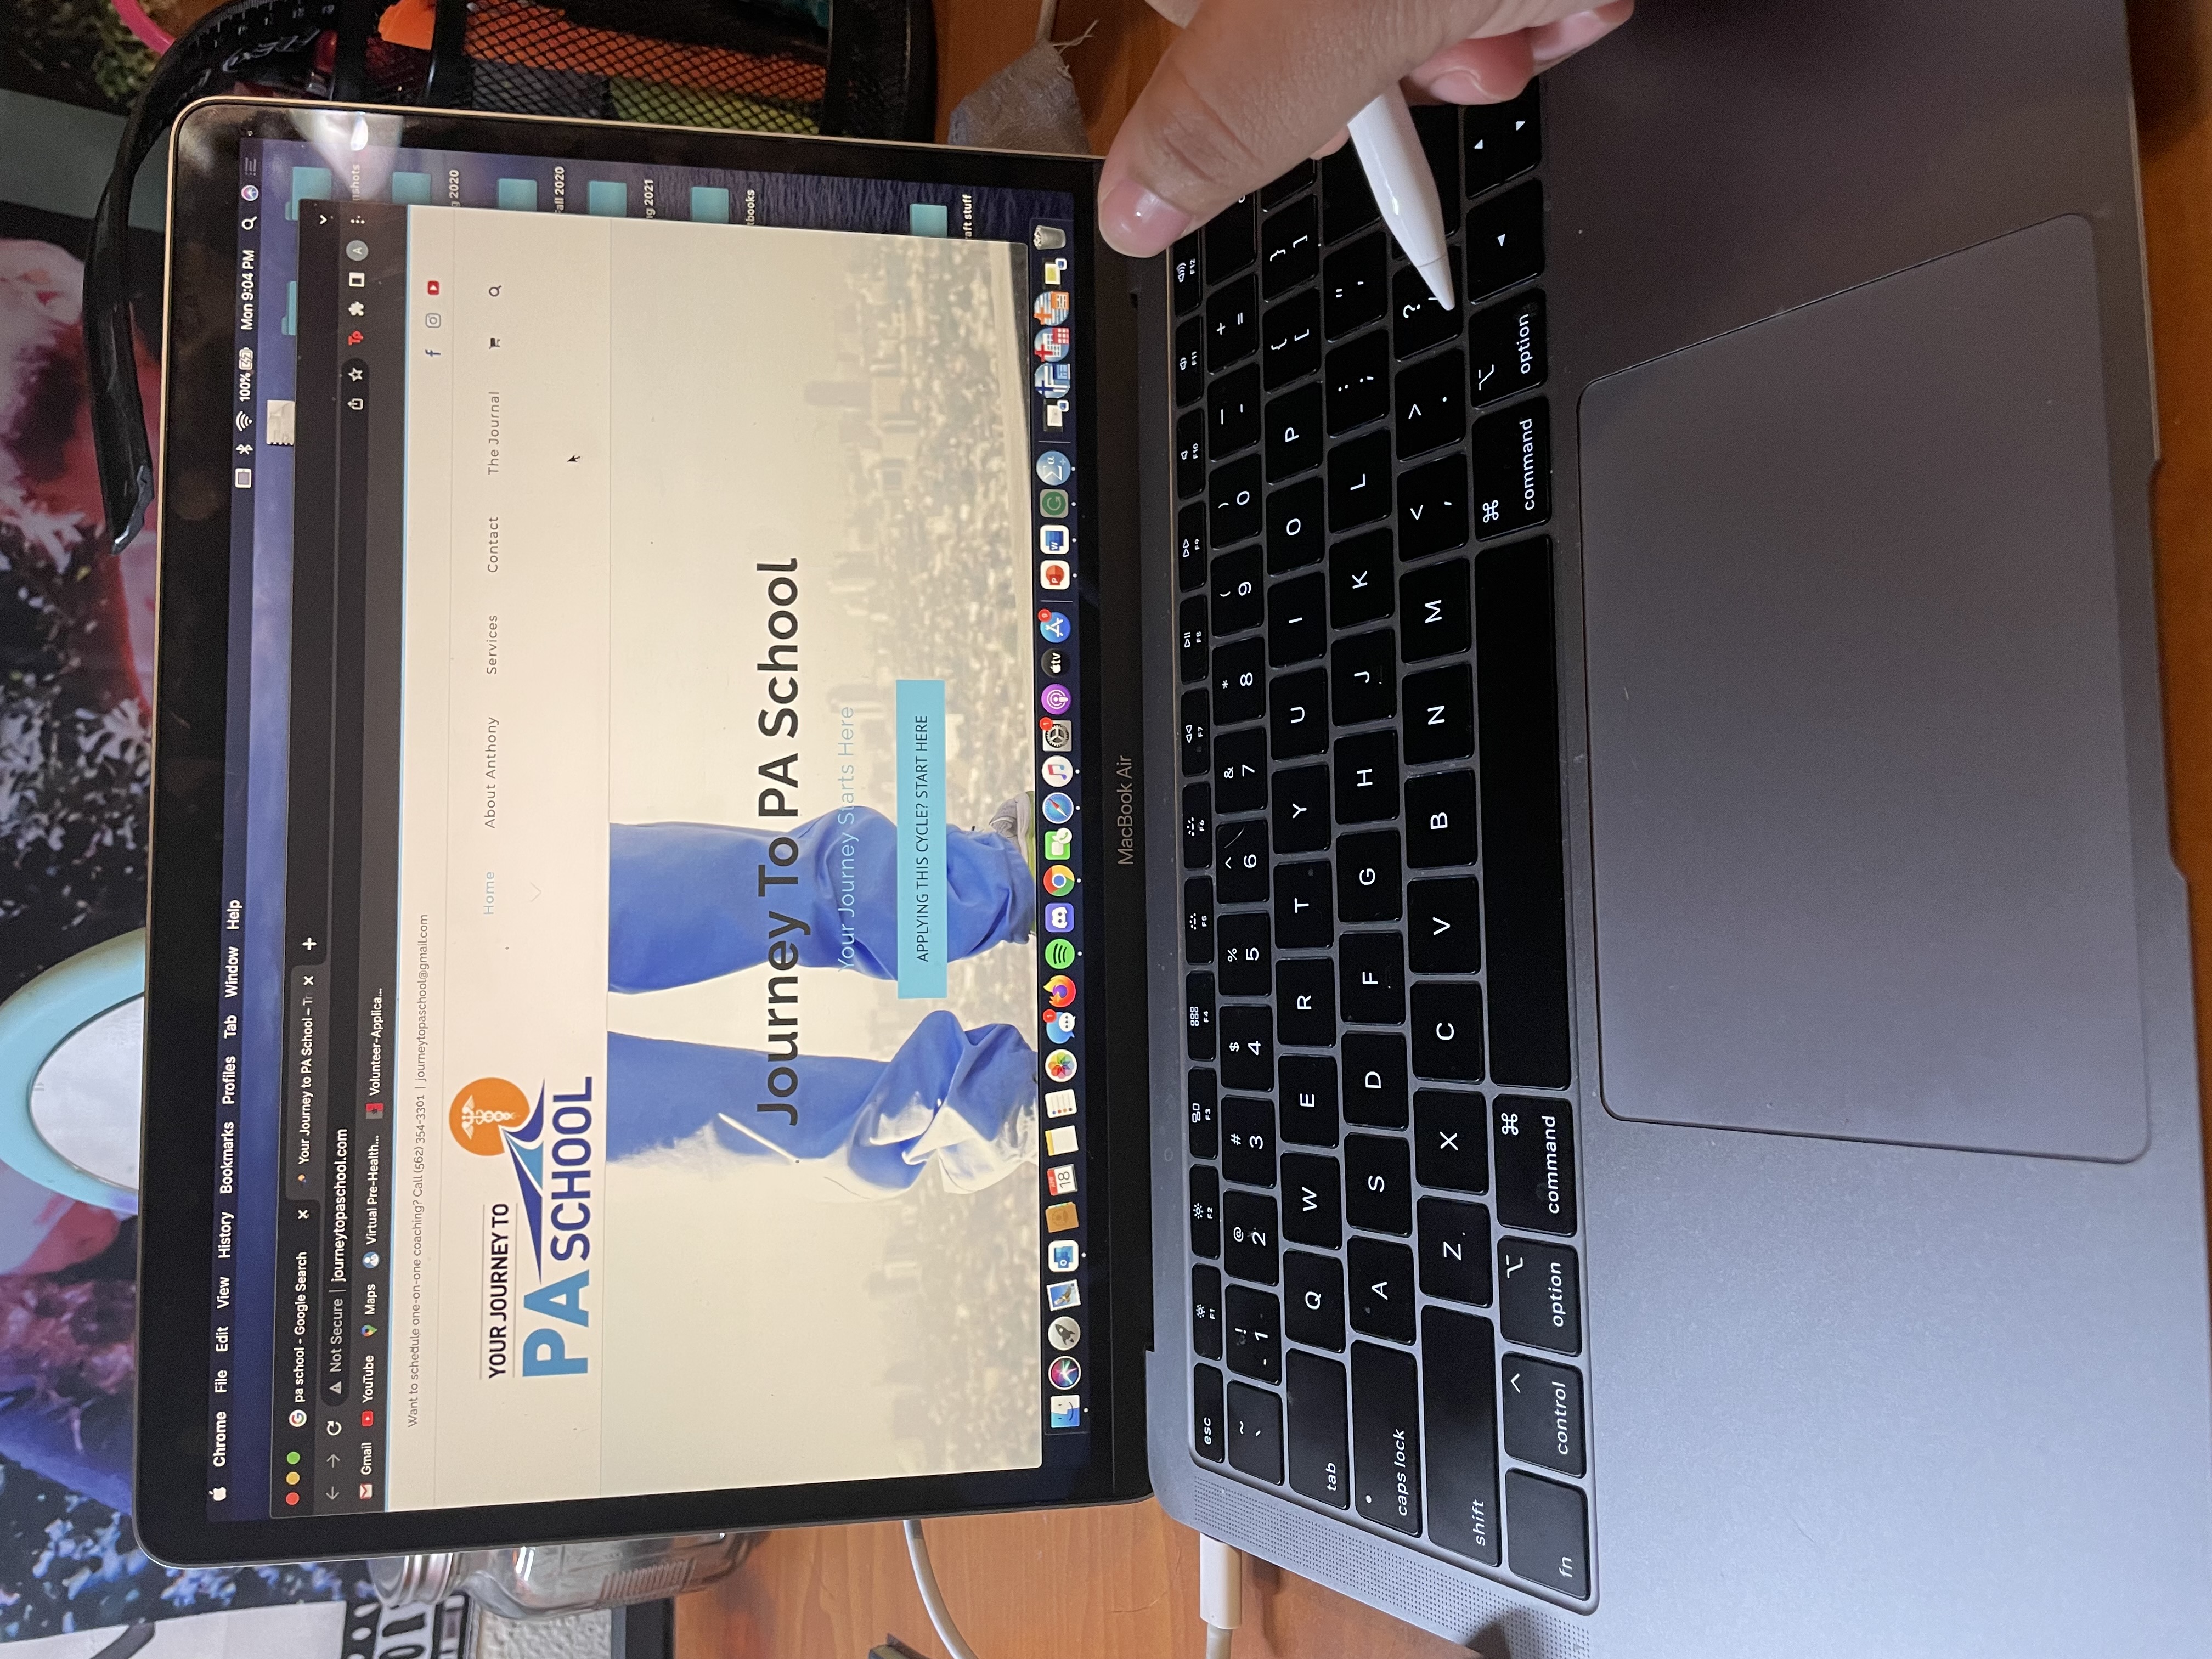 Chrome File Edit View History Bookmarks Profiles Tab Window Help 100% Mon 9:04 PM
pa school - Google Search Your Journey to PA School –
Not Secure journeytopaschool.com
Tp A
Gmail YouTube Maps Virtual Pre-Health... Volunteer-Applica...
Want to schedule one-on-one coaching? Call (562) 354-3301 | journeytopaschool@gmail.com
YOUR JOURNEY TO
PA SCHOOL
Home About Anthony Services Contact The Journal
Journey To PA School
Your Journey Starts Here
APPLYING THIS CYCLE? START HERE
nshots
g 2020
Fall 2020
ng 2021
tbooks
raft stuff
18
tv
MacBook Air
esc F1 F2 F3 F4 F5 F6 F7 F8 F9 F10 F11 F12
~ ` ! 1 @ 2 # 3 $ 4 % 5 ^ 6 & 7 * 8 ( 9 ) 0 — - + =
tab Q W E R T Y U I O P { [ } ]
caps lock A S D F G H J K L : ; " '
shift Z X C V B N M < , > . ?
fn control option command command option